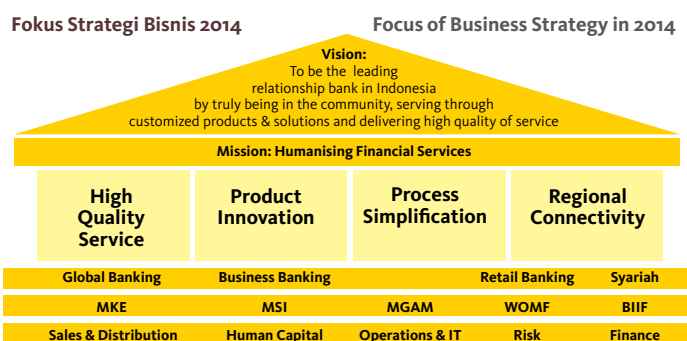 Fokus Strategi Bisnis 2014
Focus of Business Strategy in 2014
Vision:
To be the leading
relationship bank in Indonesia
by truly being in the community, serving through
customized products & solutions and delivering high quality of service
Mission: Humanising Financial Services
High
Quality
Service
Product
Innovation
Process
Simplification
Regional
Connectivity
Global Banking Business Banking Retail Banking Syariah
MKE MSI MGAM WOMF BIIF
Sales & Distribution Human Capital Operations & IT Risk Finance